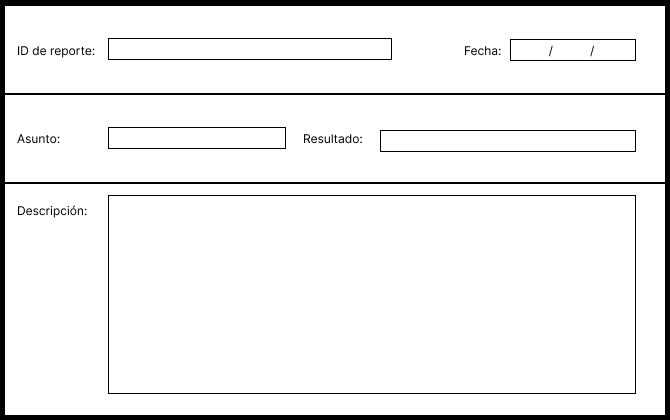 ID de reporte: Fecha: / /
Asunto: Resultado:
Descripción: